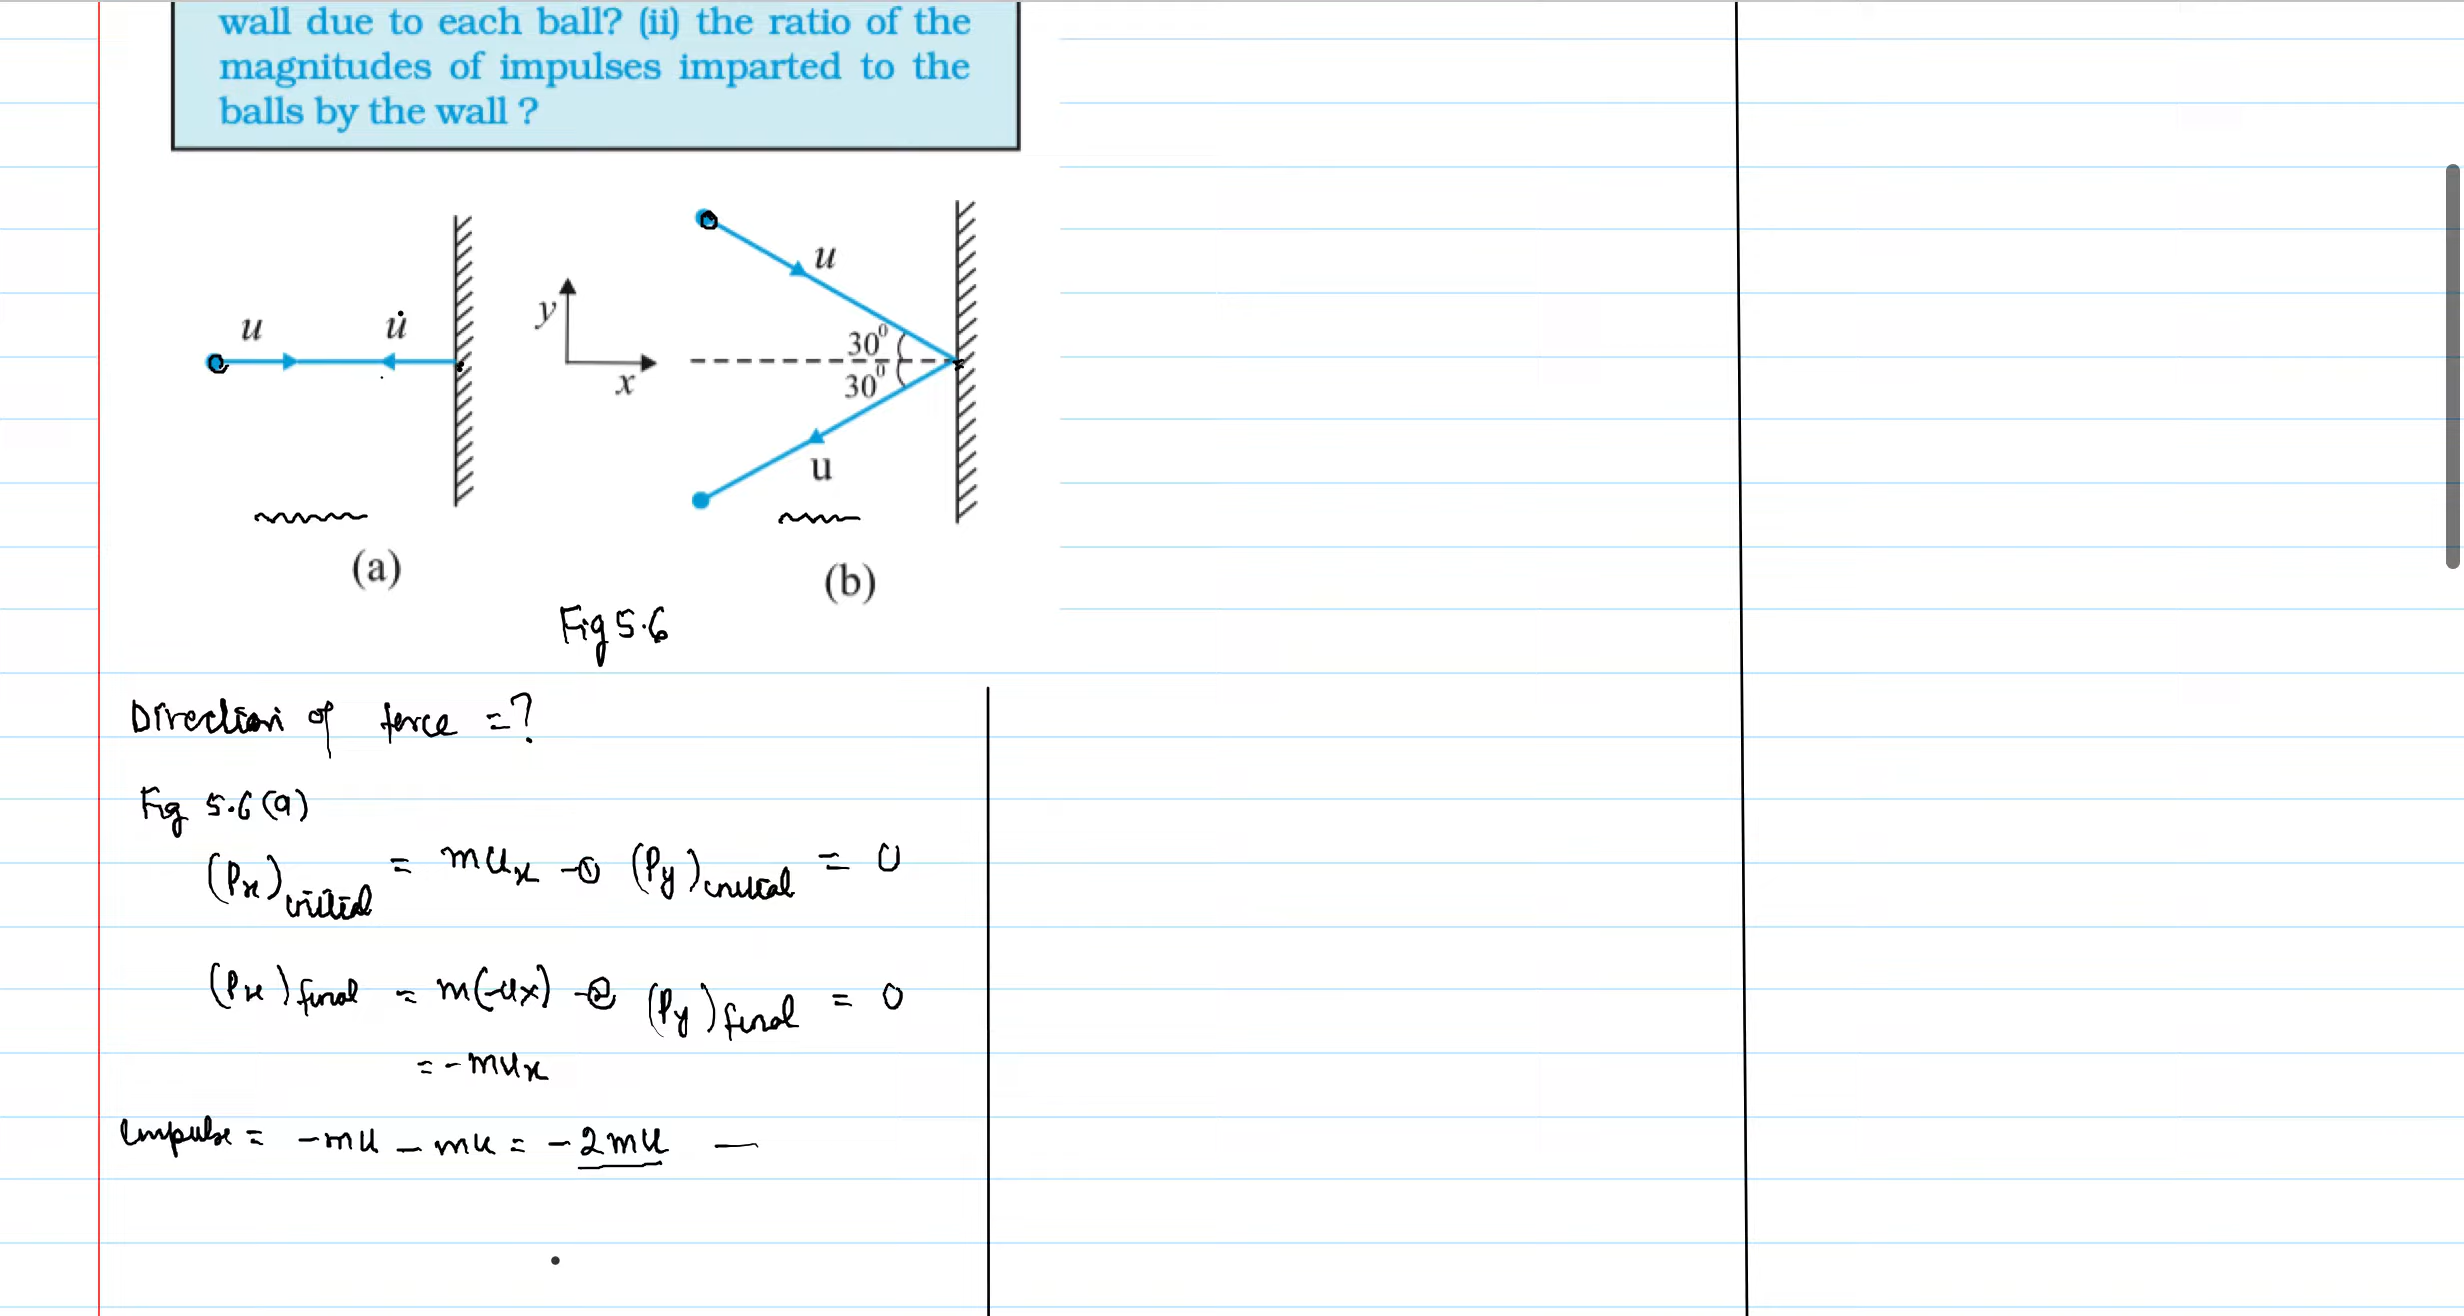 wall due to each ball? (ii) the ratio of the
magnitudes of impulses imparted to the
balls by the wall ?
u
u
u̇
30⁰
y
30⁰
x
u
(a)
(b)
Fig 5.6
Direction of force = ?
Fig 5.6 (a)
(Px) initial = mux -① (Py) initial = 0
(Px) final = m(-ux) -② (Py) final = 0
= - mux
Impulse = -mu - mu = - 2mu —